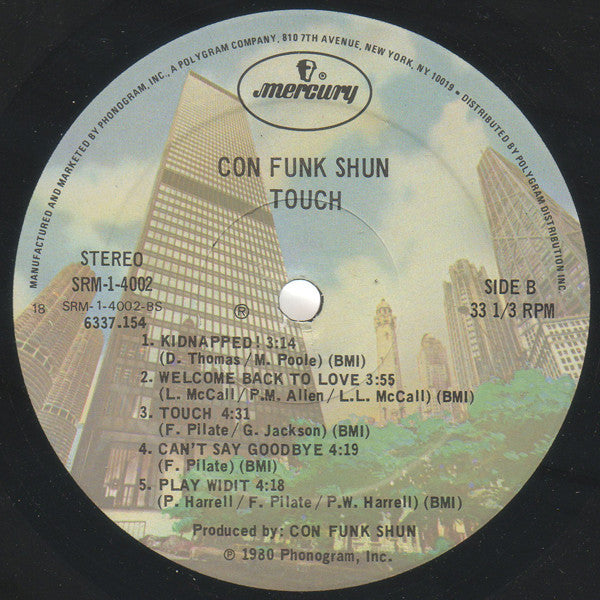 MANUFACTURED AND MARKETED BY PHONOGRAM, INC., A POLYGRAM COMPANY, 810 7TH AVENUE, NEW YORK, NY 10019 • DISTRIBUTED BY POLYGRAM DISTRIBUTION INC.
mercury ®
CON FUNK SHUN
TOUCH
STEREO
SRM-1-4002
18 SRM-1-4002-BS
6337.154
SIDE B
33 1/3 RPM
℗
1. KIDNAPPED! 3:14
(D. Thomas/M. Poole) (BMI)
2. WELCOME BACK TO LOVE 3:55
(L. McCall/P.M. Allen/L.L. McCall) (BMI)
3. TOUCH 4:31
(F. Pilate/G. Jackson) (BMI)
4. CAN'T SAY GOODBYE 4:19
(F. Pilate) (BMI)
5. PLAY WIDIT 4:18
(P. Harrell/F. Pilate/P.W. Harrell) (BMI)
Produced by: CON FUNK SHUN
℗ 1980 Phonogram, Inc.